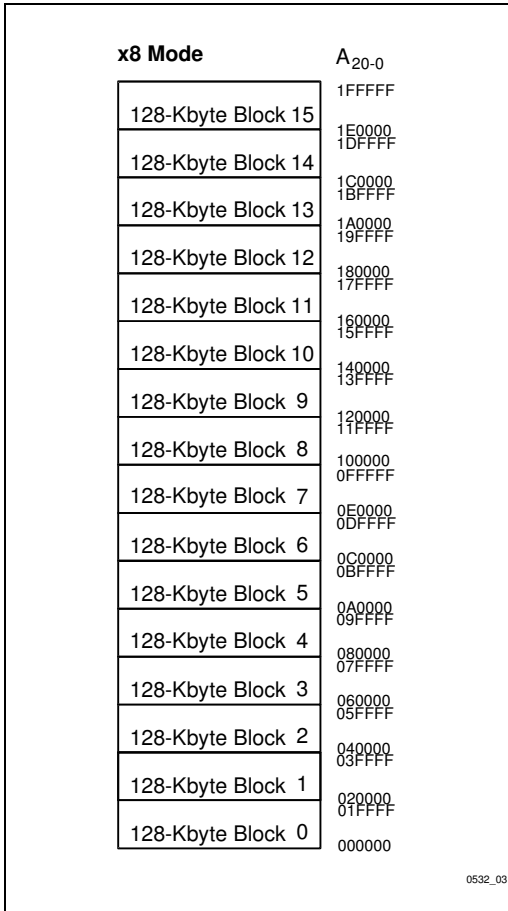 x8 Mode A20-0
1FFFFF
128-Kbyte Block 15
1E0000
1DFFFF
128-Kbyte Block 14
1C0000
1BFFFF
128-Kbyte Block 13
1A0000
19FFFF
128-Kbyte Block 12
180000
17FFFF
128-Kbyte Block 11
160000
15FFFF
128-Kbyte Block 10
140000
13FFFF
128-Kbyte Block 9
120000
11FFFF
128-Kbyte Block 8
100000
0FFFFF
128-Kbyte Block 7
0E0000
0DFFFF
128-Kbyte Block 6
0C0000
0BFFFF
128-Kbyte Block 5
0A0000
09FFFF
128-Kbyte Block 4
080000
07FFFF
128-Kbyte Block 3
060000
05FFFF
128-Kbyte Block 2
040000
03FFFF
128-Kbyte Block 1
020000
01FFFF
128-Kbyte Block 0
000000
0532_03